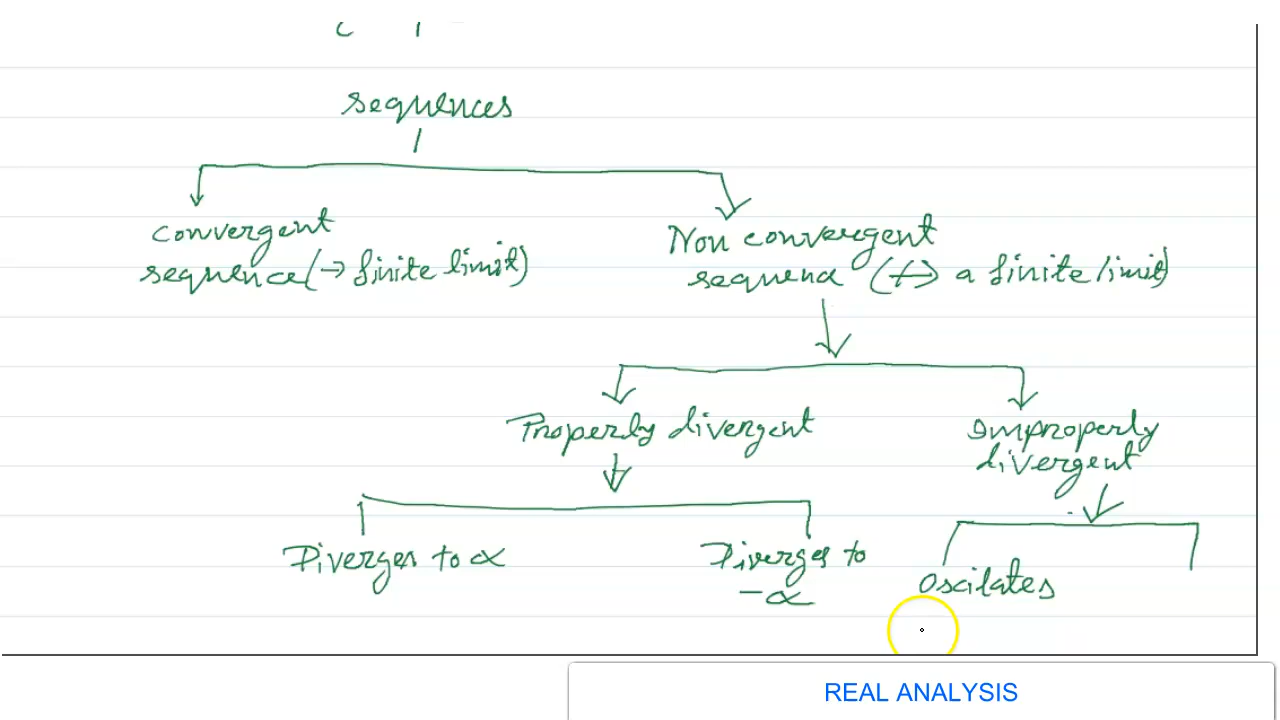 sequences
Convergent
sequence (→ finite limit)
Non convergent
sequence (↛ a finite limit)
Properly divergent
Improperly
divergent
Diverges to ∝
Diverges to
-∝
Oscilates
REAL ANALYSIS